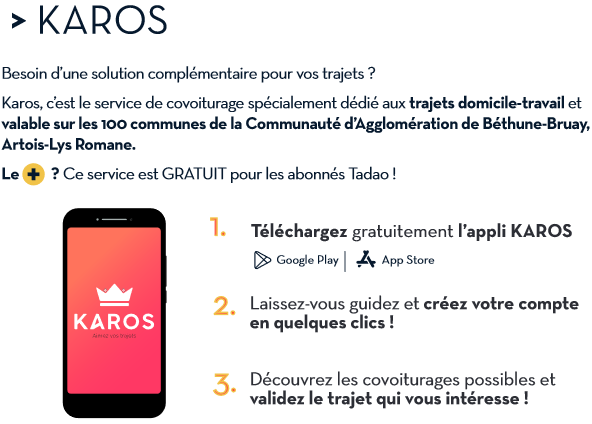 > KAROS
Besoin d'une solution complémentaire pour vos trajets ?
Karos, c'est le service de covoiturage spécialement dédié aux trajets domicile-travail et
valable sur les 100 communes de la Communauté d'Agglomération de Béthune-Bruay,
Artois-Lys Romane.
Le + ? Ce service est GRATUIT pour les abonnés Tadao !
1. Téléchargez gratuitement l'appli KAROS
Google Play | App Store
2. Laissez-vous guidez et créez votre compte
en quelques clics !
3. Découvrez les covoiturages possibles et
validez le trajet qui vous intéresse !
KAROS